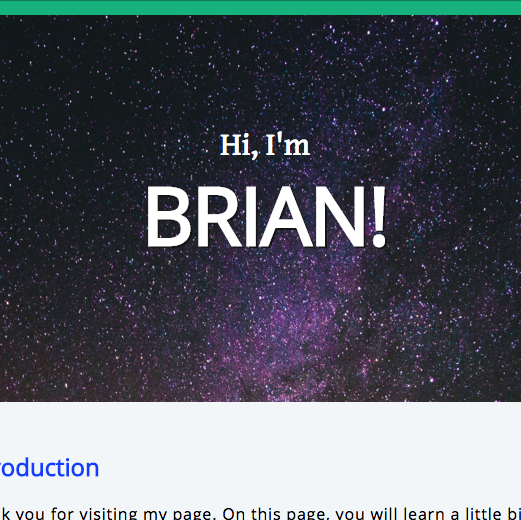 Hi, I'm
BRIAN!
roduction
k you for visiting my page. On this page, you will learn a little bi